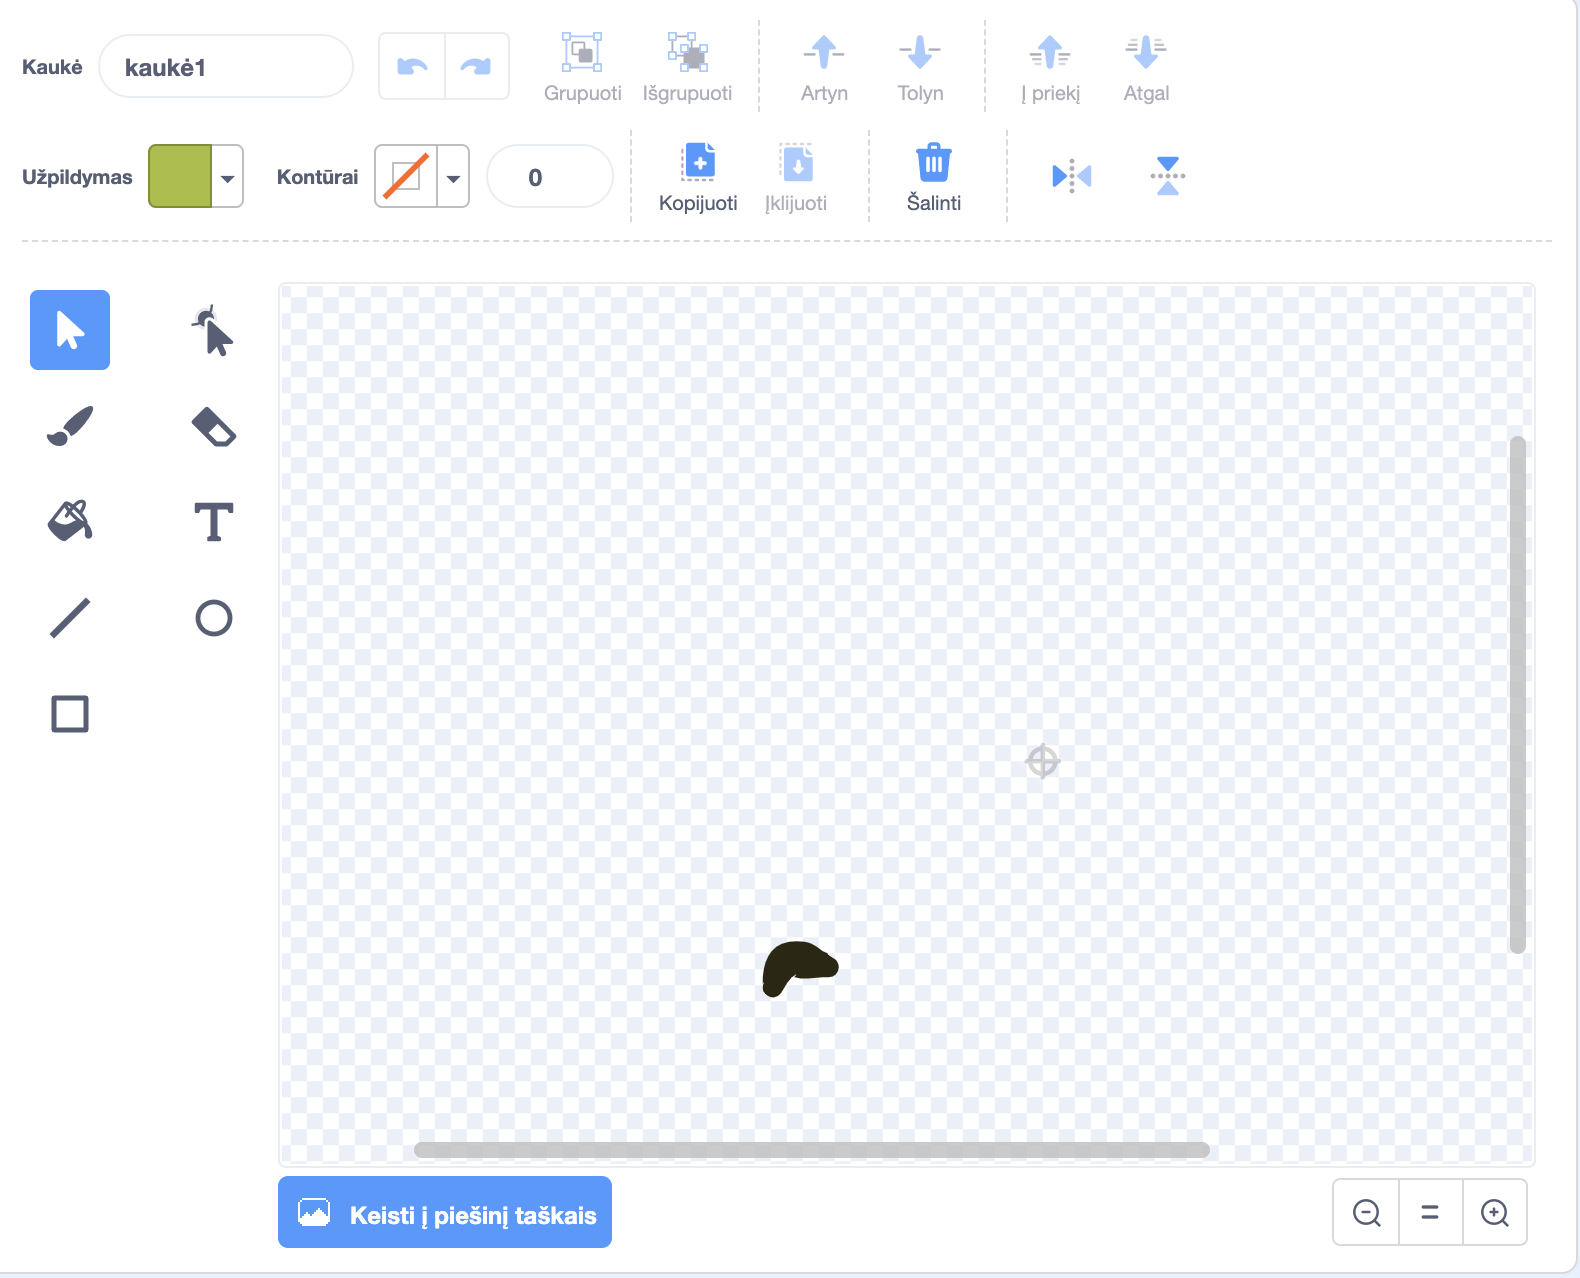 Kaukė
kaukė1
Grupuoti
Išgrupuoti
Artyn
Tolyn
Į priekį
Atgal
Užpildymas
Kontūrai
0
Kopijuoti
Įklijuoti
Šalinti
T
Keisti į piešinį taškais